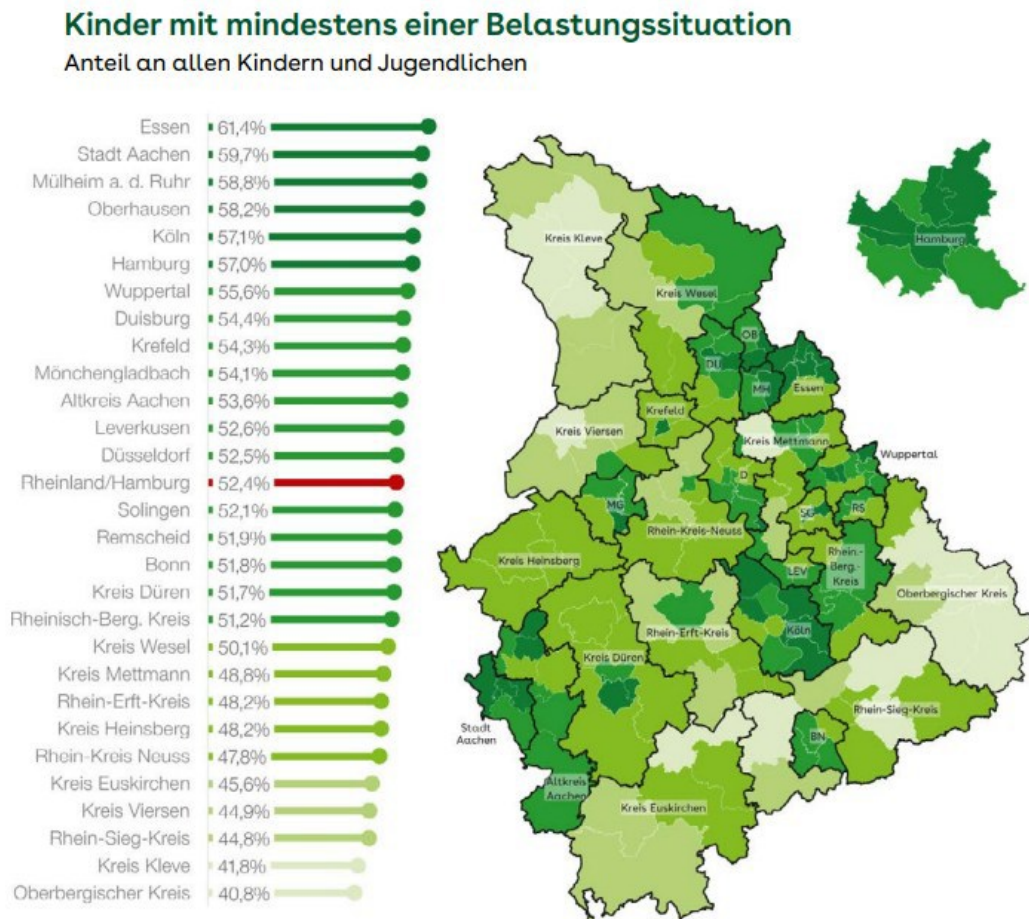 Kinder mit mindestens einer Belastungssituation
Anteil an allen Kindern und Jugendlichen
Essen 61,4%
Stadt Aachen 59,7%
Mülheim a. d. Ruhr 58,8%
Oberhausen 58,2%
Köln 57,1%
Hamburg 57,0%
Wuppertal 55,6%
Duisburg 54,4%
Krefeld 54,3%
Mönchengladbach 54,1%
Altkreis Aachen 53,6%
Leverkusen 52,6%
Düsseldorf 52,5%
Rheinland/Hamburg 52,4%
Solingen 52,1%
Remscheid 51,9%
Bonn 51,8%
Kreis Düren 51,7%
Rheinisch-Berg. Kreis 51,2%
Kreis Wesel 50,1%
Kreis Mettmann 48,8%
Rhein-Erft-Kreis 48,2%
Kreis Heinsberg 48,2%
Rhein-Kreis Neuss 47,8%
Kreis Euskirchen 45,6%
Kreis Viersen 44,9%
Rhein-Sieg-Kreis 44,8%
Kreis Kleve 41,8%
Oberbergischer Kreis 40,8%
Kreis Kleve
Hamburg
Kreis Wesel
OB
DU
MH
Essen
Krefeld
Kreis Viersen
Kreis Mettmann
Wuppertal
D
MG
SG
RS
Rhein-Kreis-Neuss
Kreis Heinsberg
LEV
Rhein.-
Berg.-
Kreis
Oberbergischer Kreis
Rhein-Erft-Kreis
Köln
Kreis Düren
Rhein-Sieg-Kreis
Stadt
Aachen
BN
Altkreis
Aachen
Kreis Euskirchen